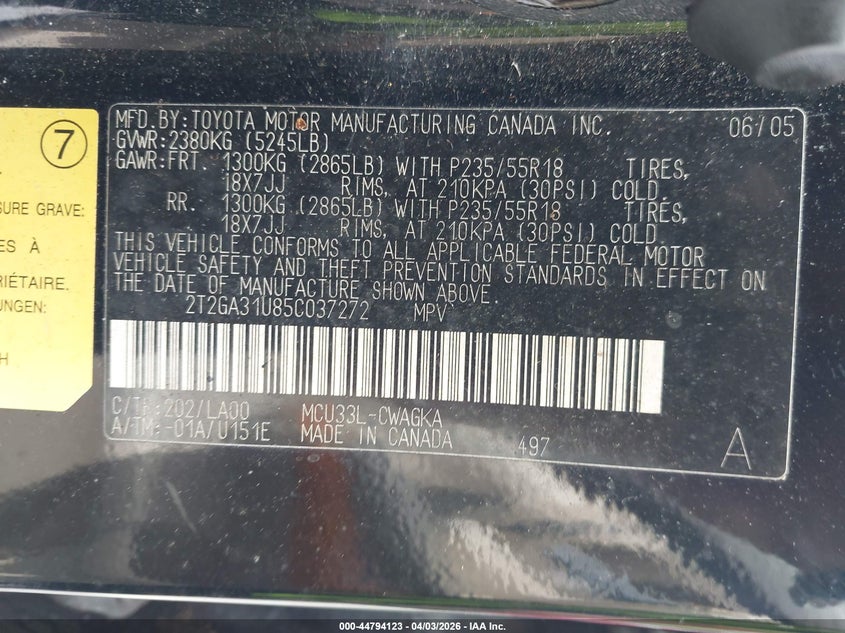 7
SURE GRAVE:
ES À
RIÉTAIRE.
UNGEN:
H
MFD.BY:TOYOTA MOTOR MANUFACTURING CANADA INC. 06/05
GVWR:2380KG (5245LB)
GAWR:FRT. 1300KG (2865LB) WITH P235/55R18 TIRES,
18X7JJ RIMS, AT 210KPA (30PSI) COLD
RR. 1300KG (2865LB) WITH P235/55R18 TIRES,
18X7JJ RIMS, AT 210KPA (30PSI) COLD
THIS VEHICLE CONFORMS TO ALL APPLICABLE FEDERAL MOTOR
VEHICLE SAFETY AND THEFT PREVENTION STANDARDS IN EFFECT ON
THE DATE OF MANUFACTURE SHOWN ABOVE
2T2GA31U85C037272 MPV
C/TR:202/LA00 MCU33L-CWAGKA
A/TM:-01A/U151E MADE IN CANADA 497 A
000-44794123 - 04/03/2026 - IAA Inc.